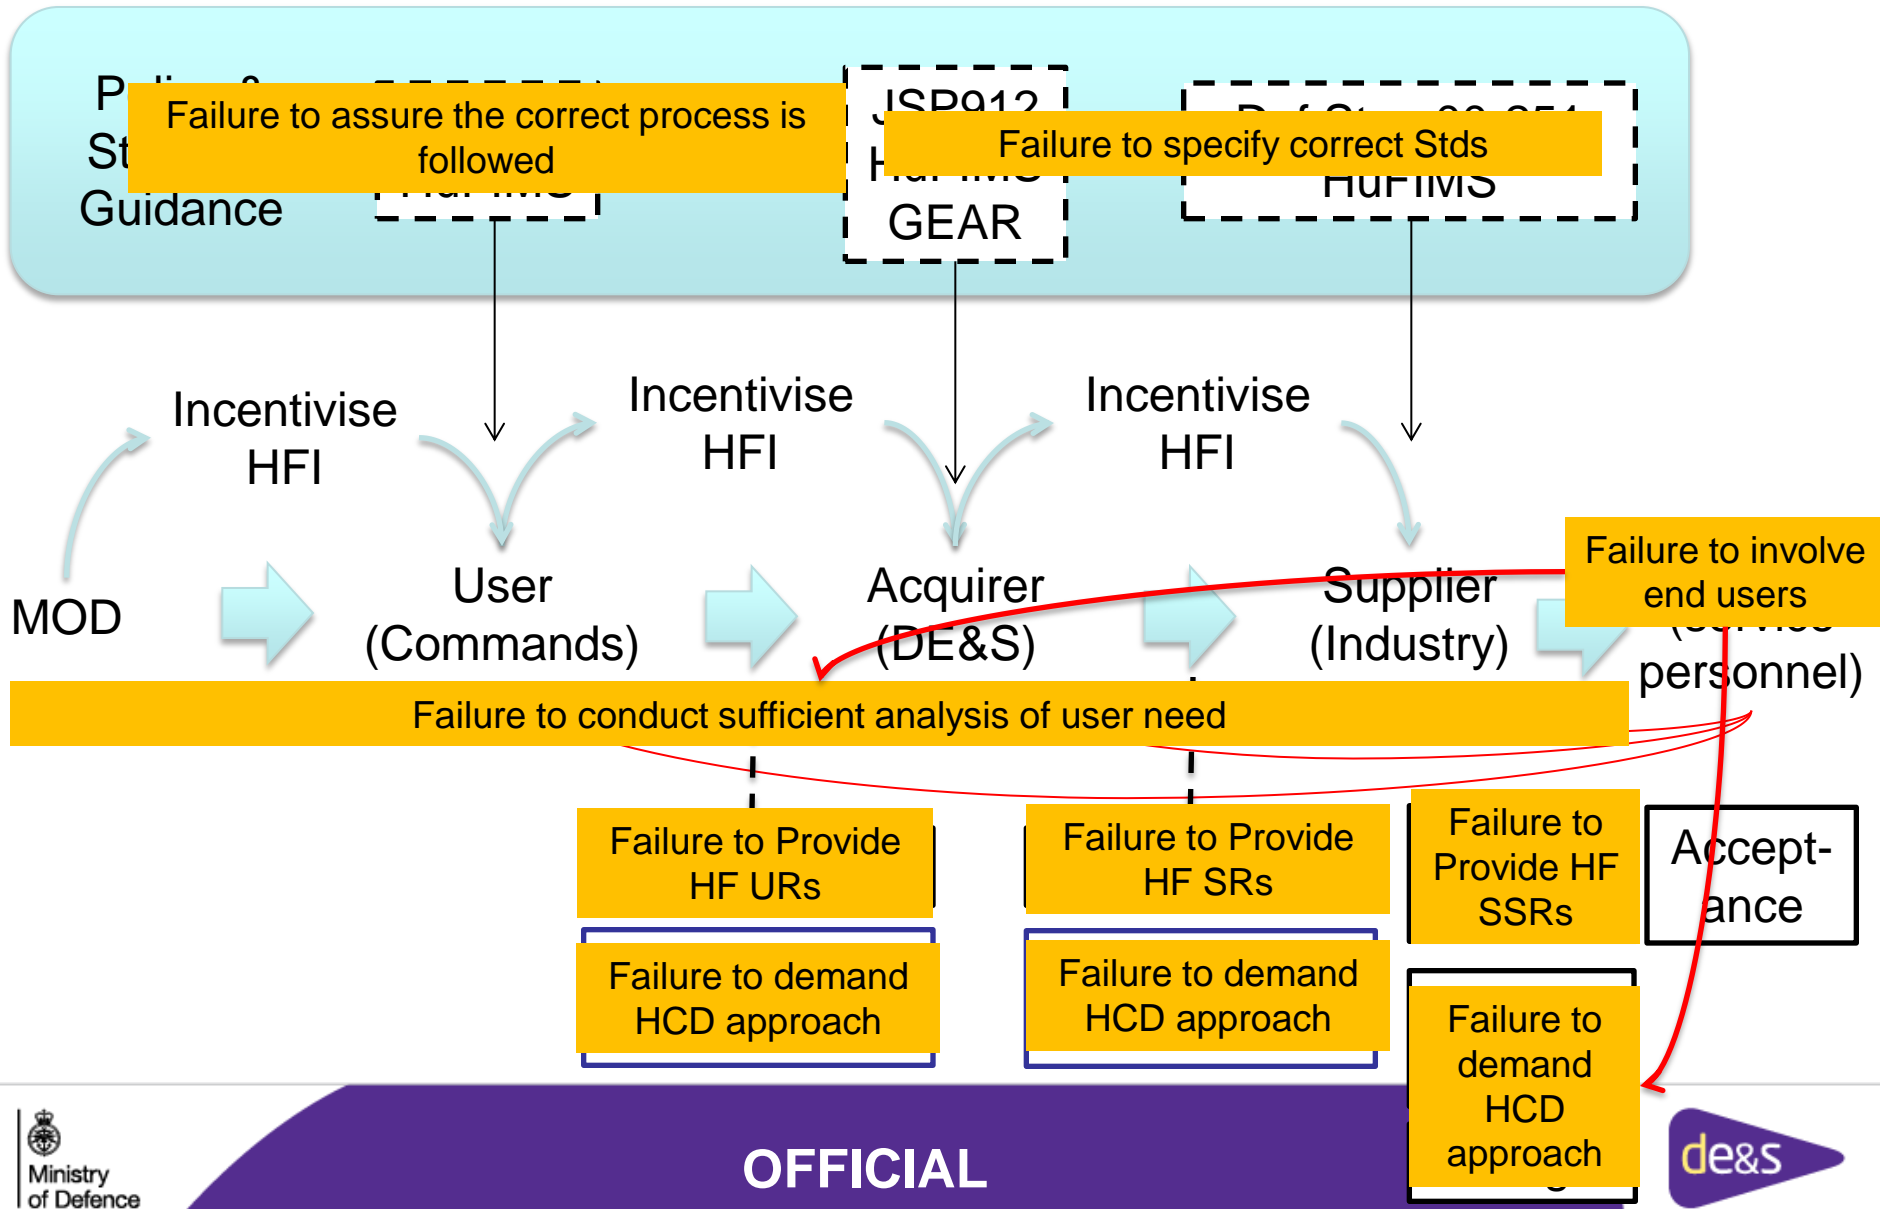 Guidance
Failure to assure the correct process is
followed
JSP912
HuFIMS
GEAR
Failure to specify correct Stds
HuFIMS
Incentivise
HFI
Incentivise
HFI
Incentivise
HFI
MOD
User
(Commands)
Acquirer
(DE&S)
Supplier
(Industry)
Failure to involve
end users
personnel)
Failure to conduct sufficient analysis of user need
Failure to Provide
HF URs
Failure to Provide
HF SRs
Failure to
Provide HF
SSRs
Accept-
ance
Failure to demand
HCD approach
Failure to demand
HCD approach
Failure to
demand
HCD
approach
Ministry
of Defence
OFFICIAL
de&s